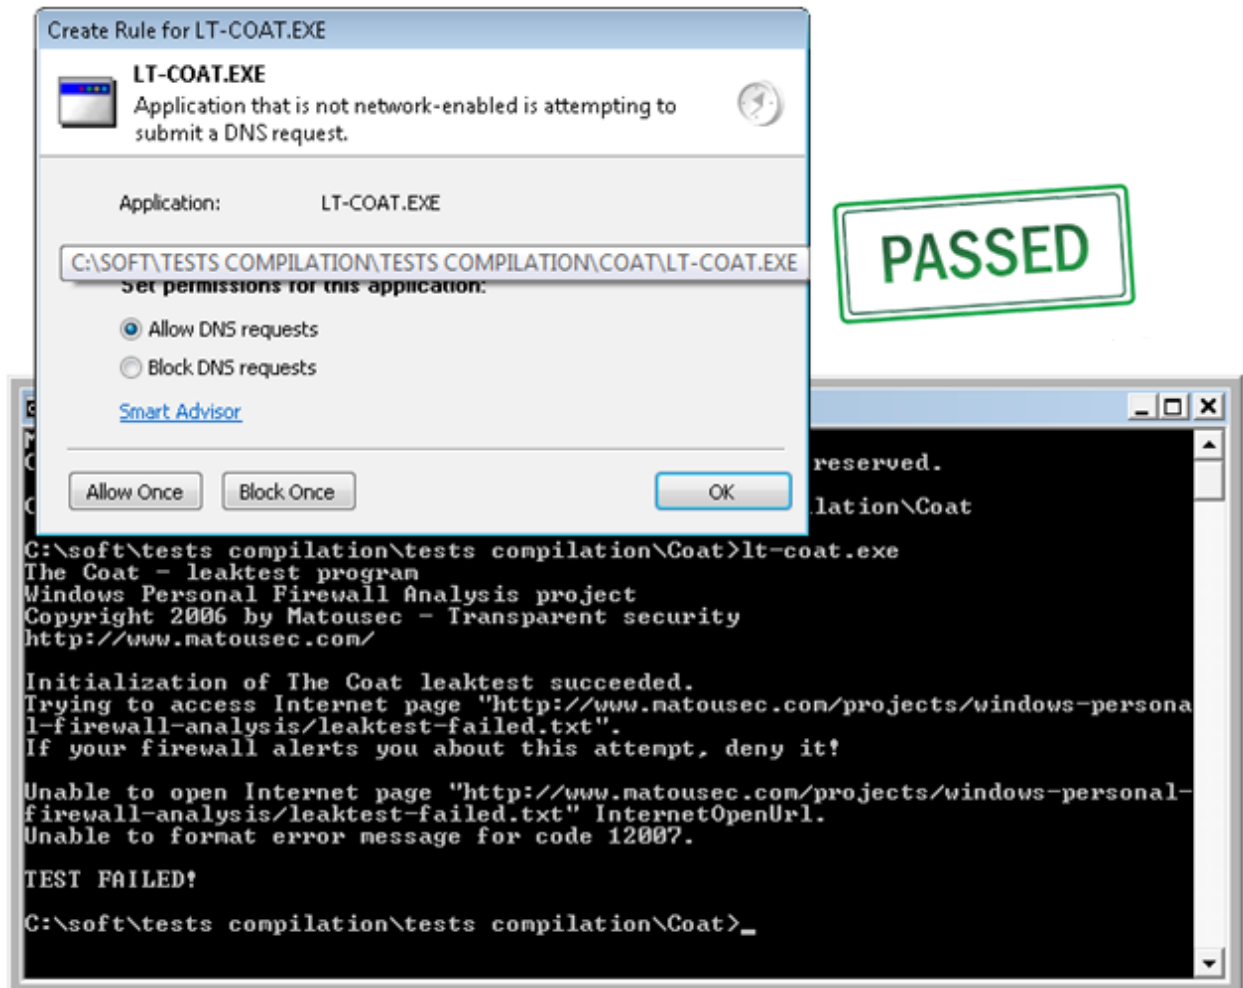 Create Rule for LT-COAT.EXE
LT-COAT.EXE
Application that is not network-enabled is attempting to
submit a DNS request.
Application: LT-COAT.EXE
C:\SOFT\TESTS COMPILATION\TESTS COMPILATION\COAT\LT-COAT.EXE
Set permissions for this application:
Allow DNS requests
Block DNS requests
Smart Advisor
Allow Once Block Once OK
PASSED
reserved.
lation\Coat
C:\soft\tests compilation\tests compilation\Coat>lt-coat.exe
The Coat - leaktest program
Windows Personal Firewall Analysis project
Copyright 2006 by Matousec - Transparent security
http://www.matousec.com/
Initialization of The Coat leaktest succeeded.
Trying to access Internet page "http://www.matousec.com/projects/windows-persona
l-firewall-analysis/leaktest-failed.txt".
If your firewall alerts you about this attempt, deny it!
Unable to open Internet page "http://www.matousec.com/projects/windows-personal-
firewall-analysis/leaktest-failed.txt" InternetOpenUrl.
Unable to format error message for code 12007.
TEST FAILED!
C:\soft\tests compilation\tests compilation\Coat>_